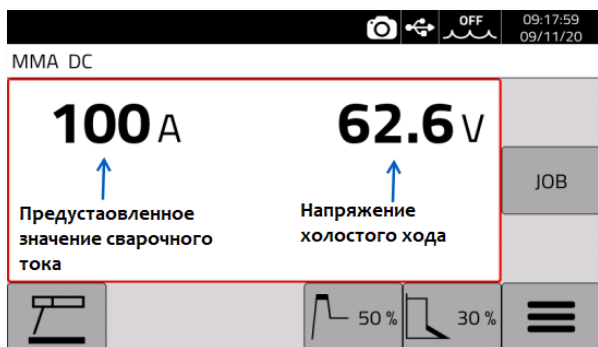 OFF
09:17:59
09/11/20
MMA DC
100 A
62.6 V
JOB
Предустаовленное
значение сварочного
тока
Напряжение
холостого хода
50 %
30 %